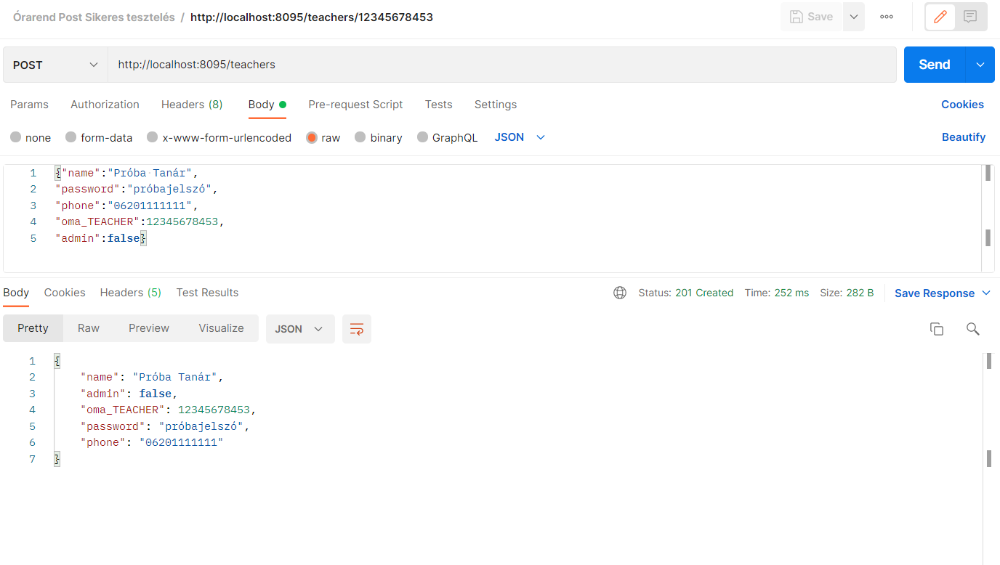 Órarend Post Sikeres tesztelés / http://localhost:8095/teachers/12345678453 Save
POST http://localhost:8095/teachers Send
Params Authorization Headers (8) Body Pre-request Script Tests Settings Cookies
none form-data x-www-form-urlencoded raw binary GraphQL JSON Beautify
1 {"name":"Próba Tanár",
2 "password":"próbajelszó",
3 "phone":"06201111111",
4 "oma_TEACHER":12345678453,
5 "admin":false}
Body Cookies Headers (5) Test Results Status: 201 Created Time: 252 ms Size: 282 B Save Response
Pretty Raw Preview Visualize JSON
1 {
2 "name": "Próba Tanár",
3 "admin": false,
4 "oma_TEACHER": 12345678453,
5 "password": "próbajelszó",
6 "phone": "06201111111"
7 }